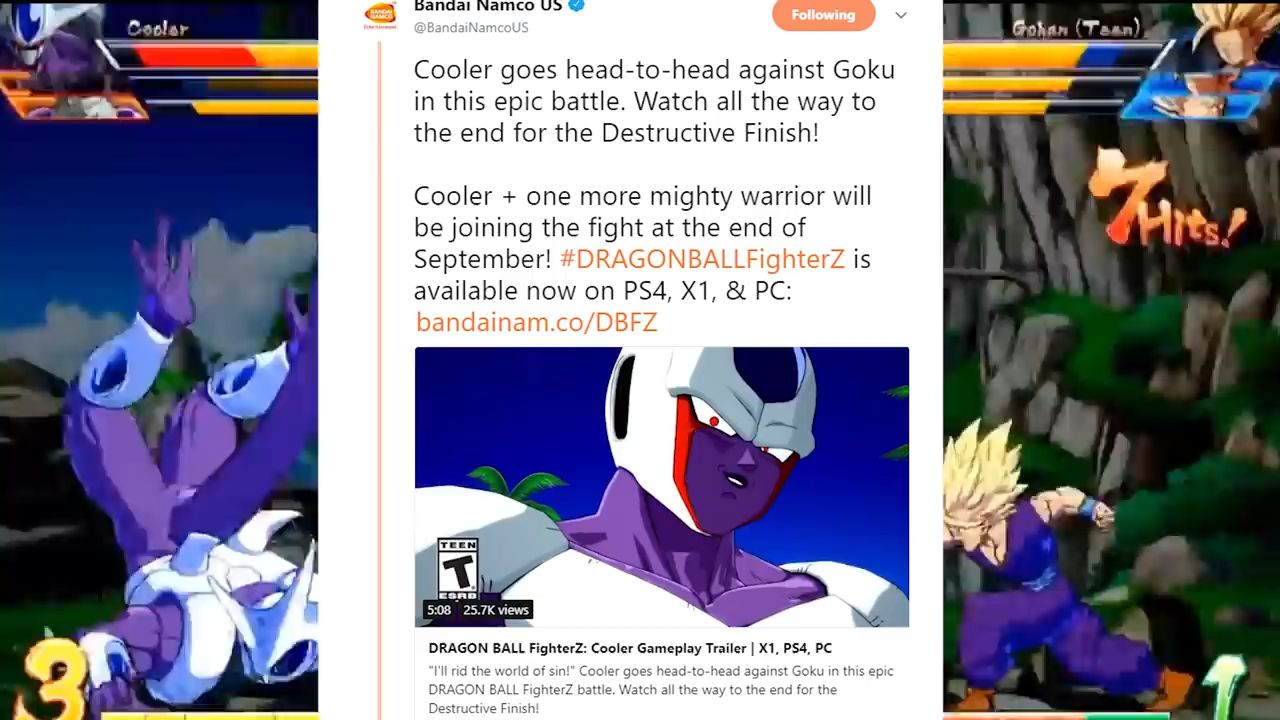 Bandai Namco US
@BandaiNamcoUS
Following
BANDAI
NAMCO
Cooler
Gohan (Teen)
Cooler goes head-to-head against Goku
in this epic battle. Watch all the way to
the end for the Destructive Finish!
Cooler + one more mighty warrior will
be joining the fight at the end of
September! #DRAGONBALLFighterZ is
available now on PS4, X1, & PC:
bandainam.co/DBFZ
7 Hits!
TEEN
T
ESRB
5:08 25.7K views
DRAGON BALL FighterZ: Cooler Gameplay Trailer | X1, PS4, PC
"I'll rid the world of sin!" Cooler goes head-to-head against Goku in this epic
DRAGON BALL FighterZ battle. Watch all the way to the end for the
Destructive Finish!
3
1